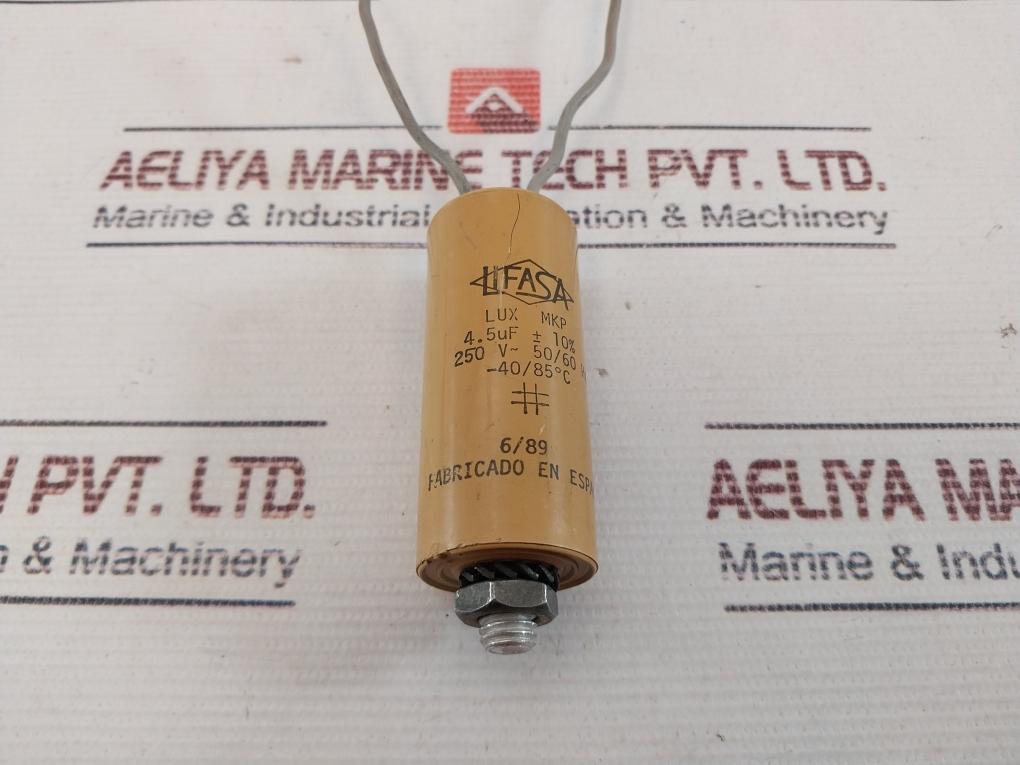 AELIYA MARINE TECH PVT. LTD.
Marine & Industrial & Machinery
LIFASA
LUX MKP
4.5uF ± 10%
250 V~ 50/60
-40/85°C
6/89
FABRICADO EN ESPA
PVT. LTD.
& Machinery
AELIYA MA
Marine & Indu